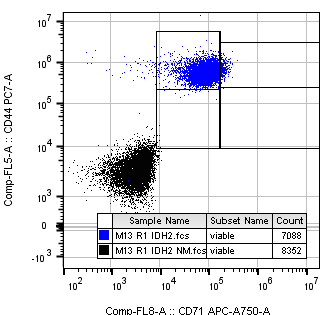 10^7
10^6
10^5
10^4
10^3
0
-10^3
Comp-FL5-A :: CD44 PC7-A
Sample Name Subset Name Count
M13 R1 IDH2.fcs viable 7088
M13 R1 IDH2 NM.fcs viable 8352
10^2 10^3 10^4 10^5 10^6 10^7
Comp-FL8-A :: CD71 APC-A750-A